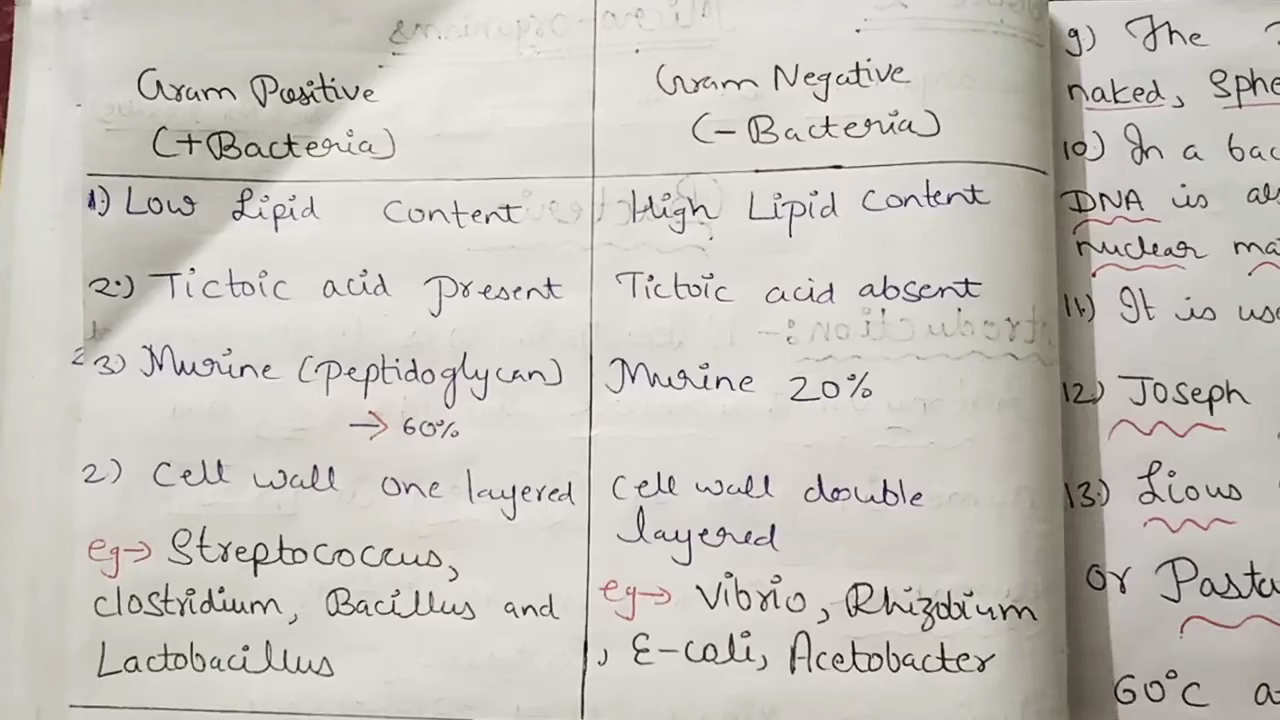 Gram Positive
(+Bacteria)
Gram Negative
(- Bacteria)
1) Low Lipid Content
High Lipid Content
2.) Tictoic acid present
Tictoic acid absent
3) Murine (Peptidoglycan)
→ 60%
Murine 20%
2) Cell wall one layered
Cell wall double
layered
eg→ Streptococcus,
Clostridium, Bacillus and
Lactobacillus
eg→ Vibrio, Rhizobium
, E-coli, Acetobacter
9) The
naked, Sphe
10) In a bac
DNA is al
nuclear ma
11) It is use
12) Joseph
13) Lious
or Pastu
60°C a